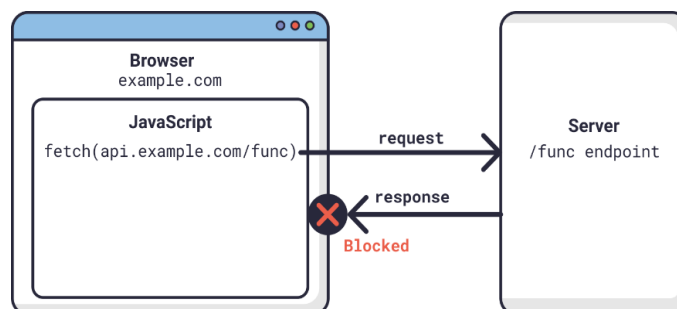 Browser
example.com
JavaScript
fetch(api.example.com/func)
request
response
Blocked
Server
/func endpoint